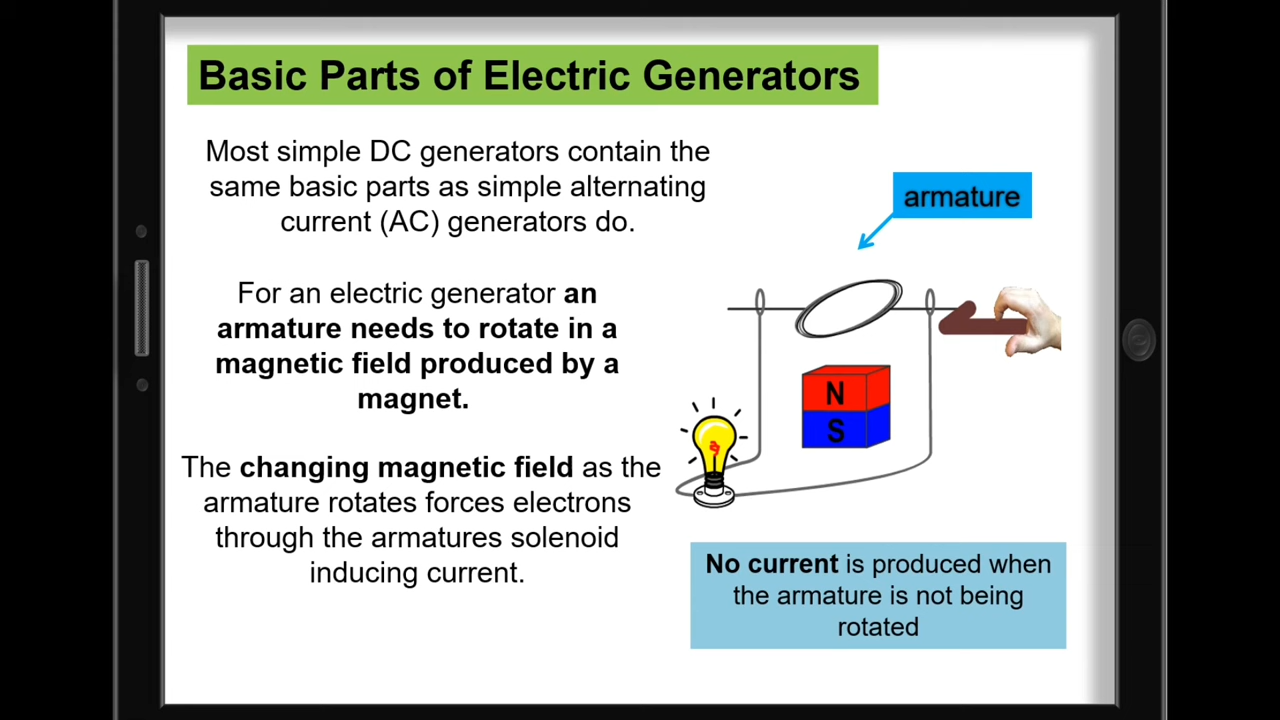 Basic Parts of Electric Generators
Most simple DC generators contain the
same basic parts as simple alternating
current (AC) generators do.
For an electric generator an
armature needs to rotate in a
magnetic field produced by a
magnet.
The changing magnetic field as the
armature rotates forces electrons
through the armatures solenoid
inducing current.
armature
N
S
No current is produced when
the armature is not being
rotated